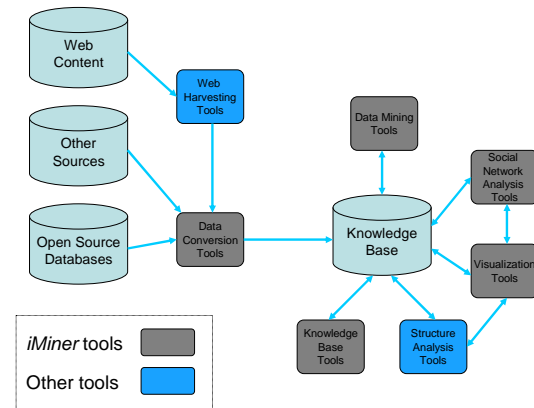 Web
Content
Web
Harvesting
Tools
Data Mining
Tools
Other
Sources
Social
Network
Analysis
Tools
Open Source
Databases
Data
Conversion
Tools
Knowledge
Base
Visualization
Tools
Knowledge
Base
Tools
Structure
Analysis
Tools
iMiner tools
Other tools